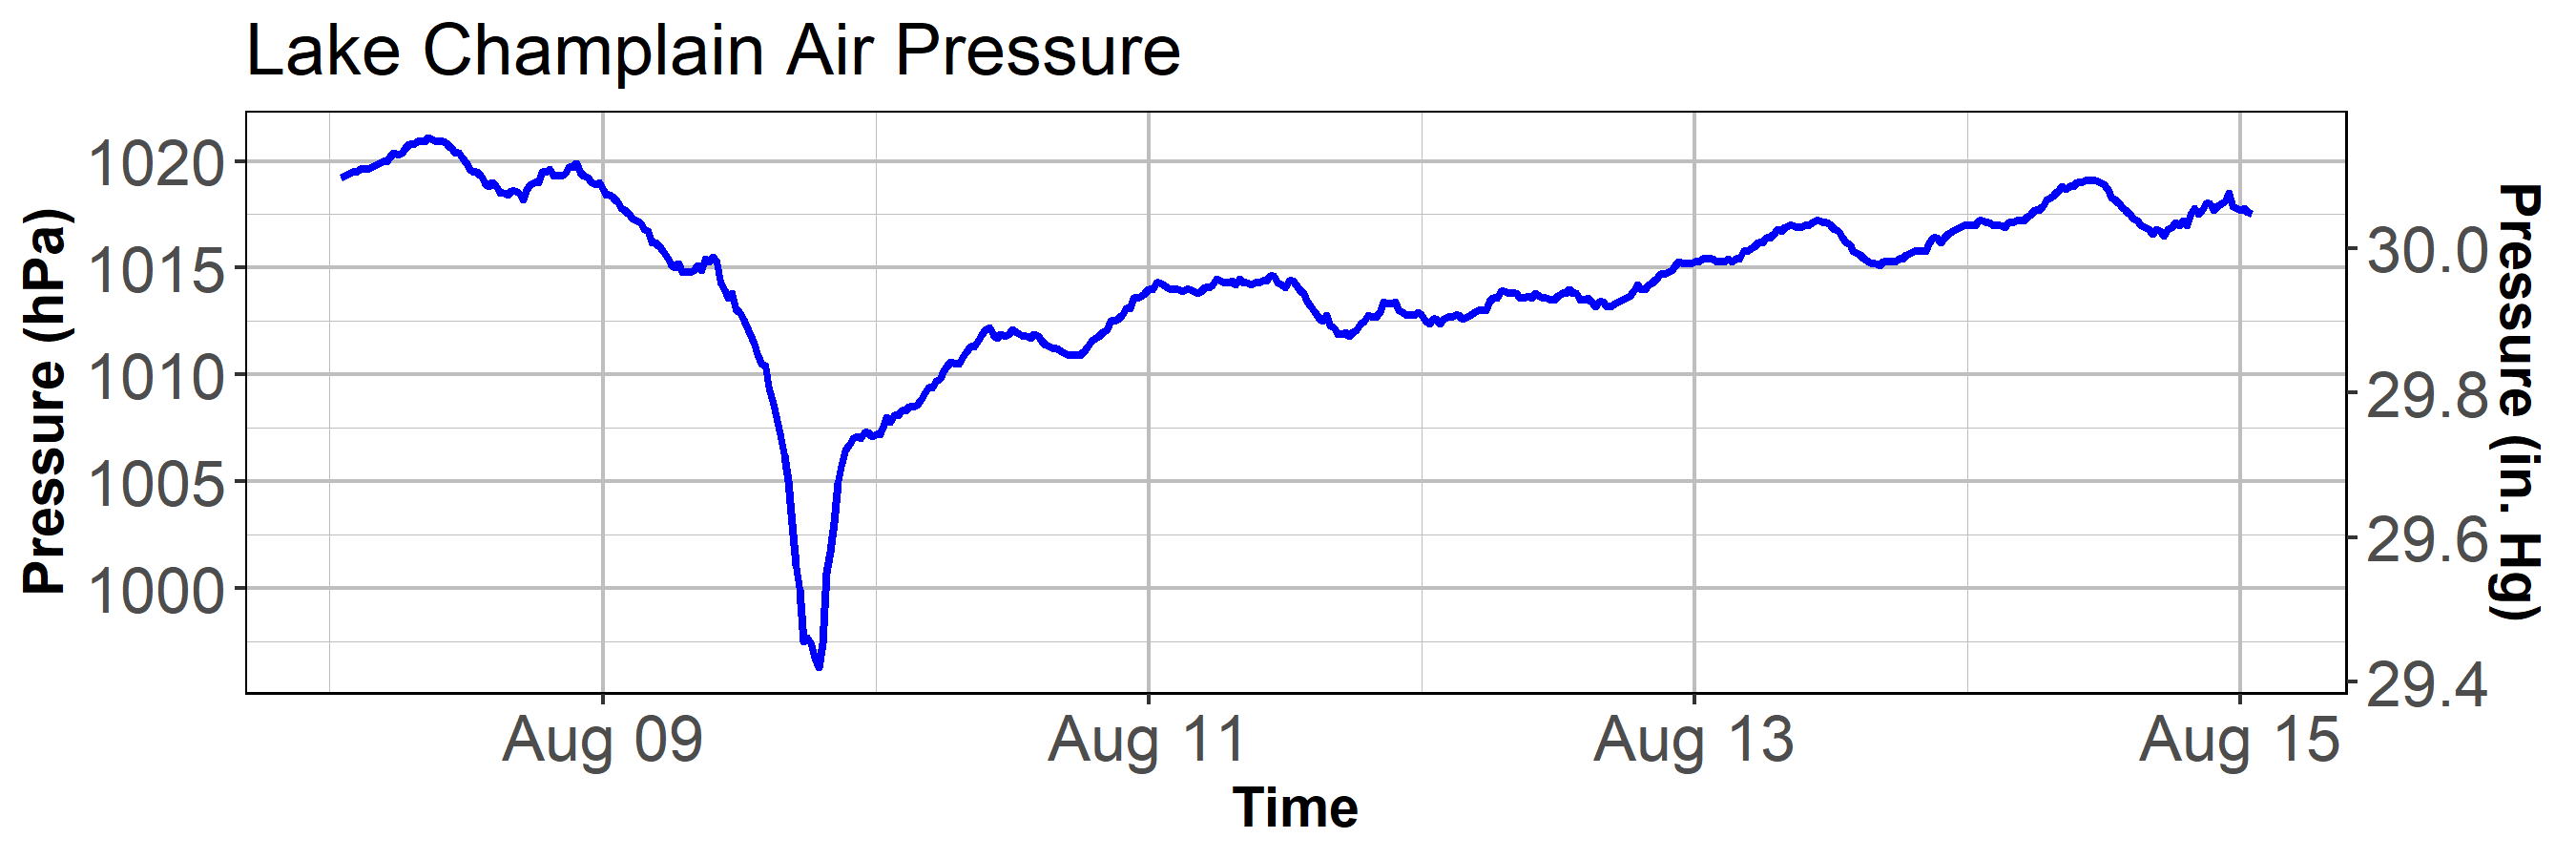 Lake Champlain Air Pressure
Pressure (hPa)
1020
1015
1010
1005
1000
30.0
29.8
29.6
29.4
Pressure (in. Hg)
Aug 09 Aug 11 Aug 13 Aug 15
Time